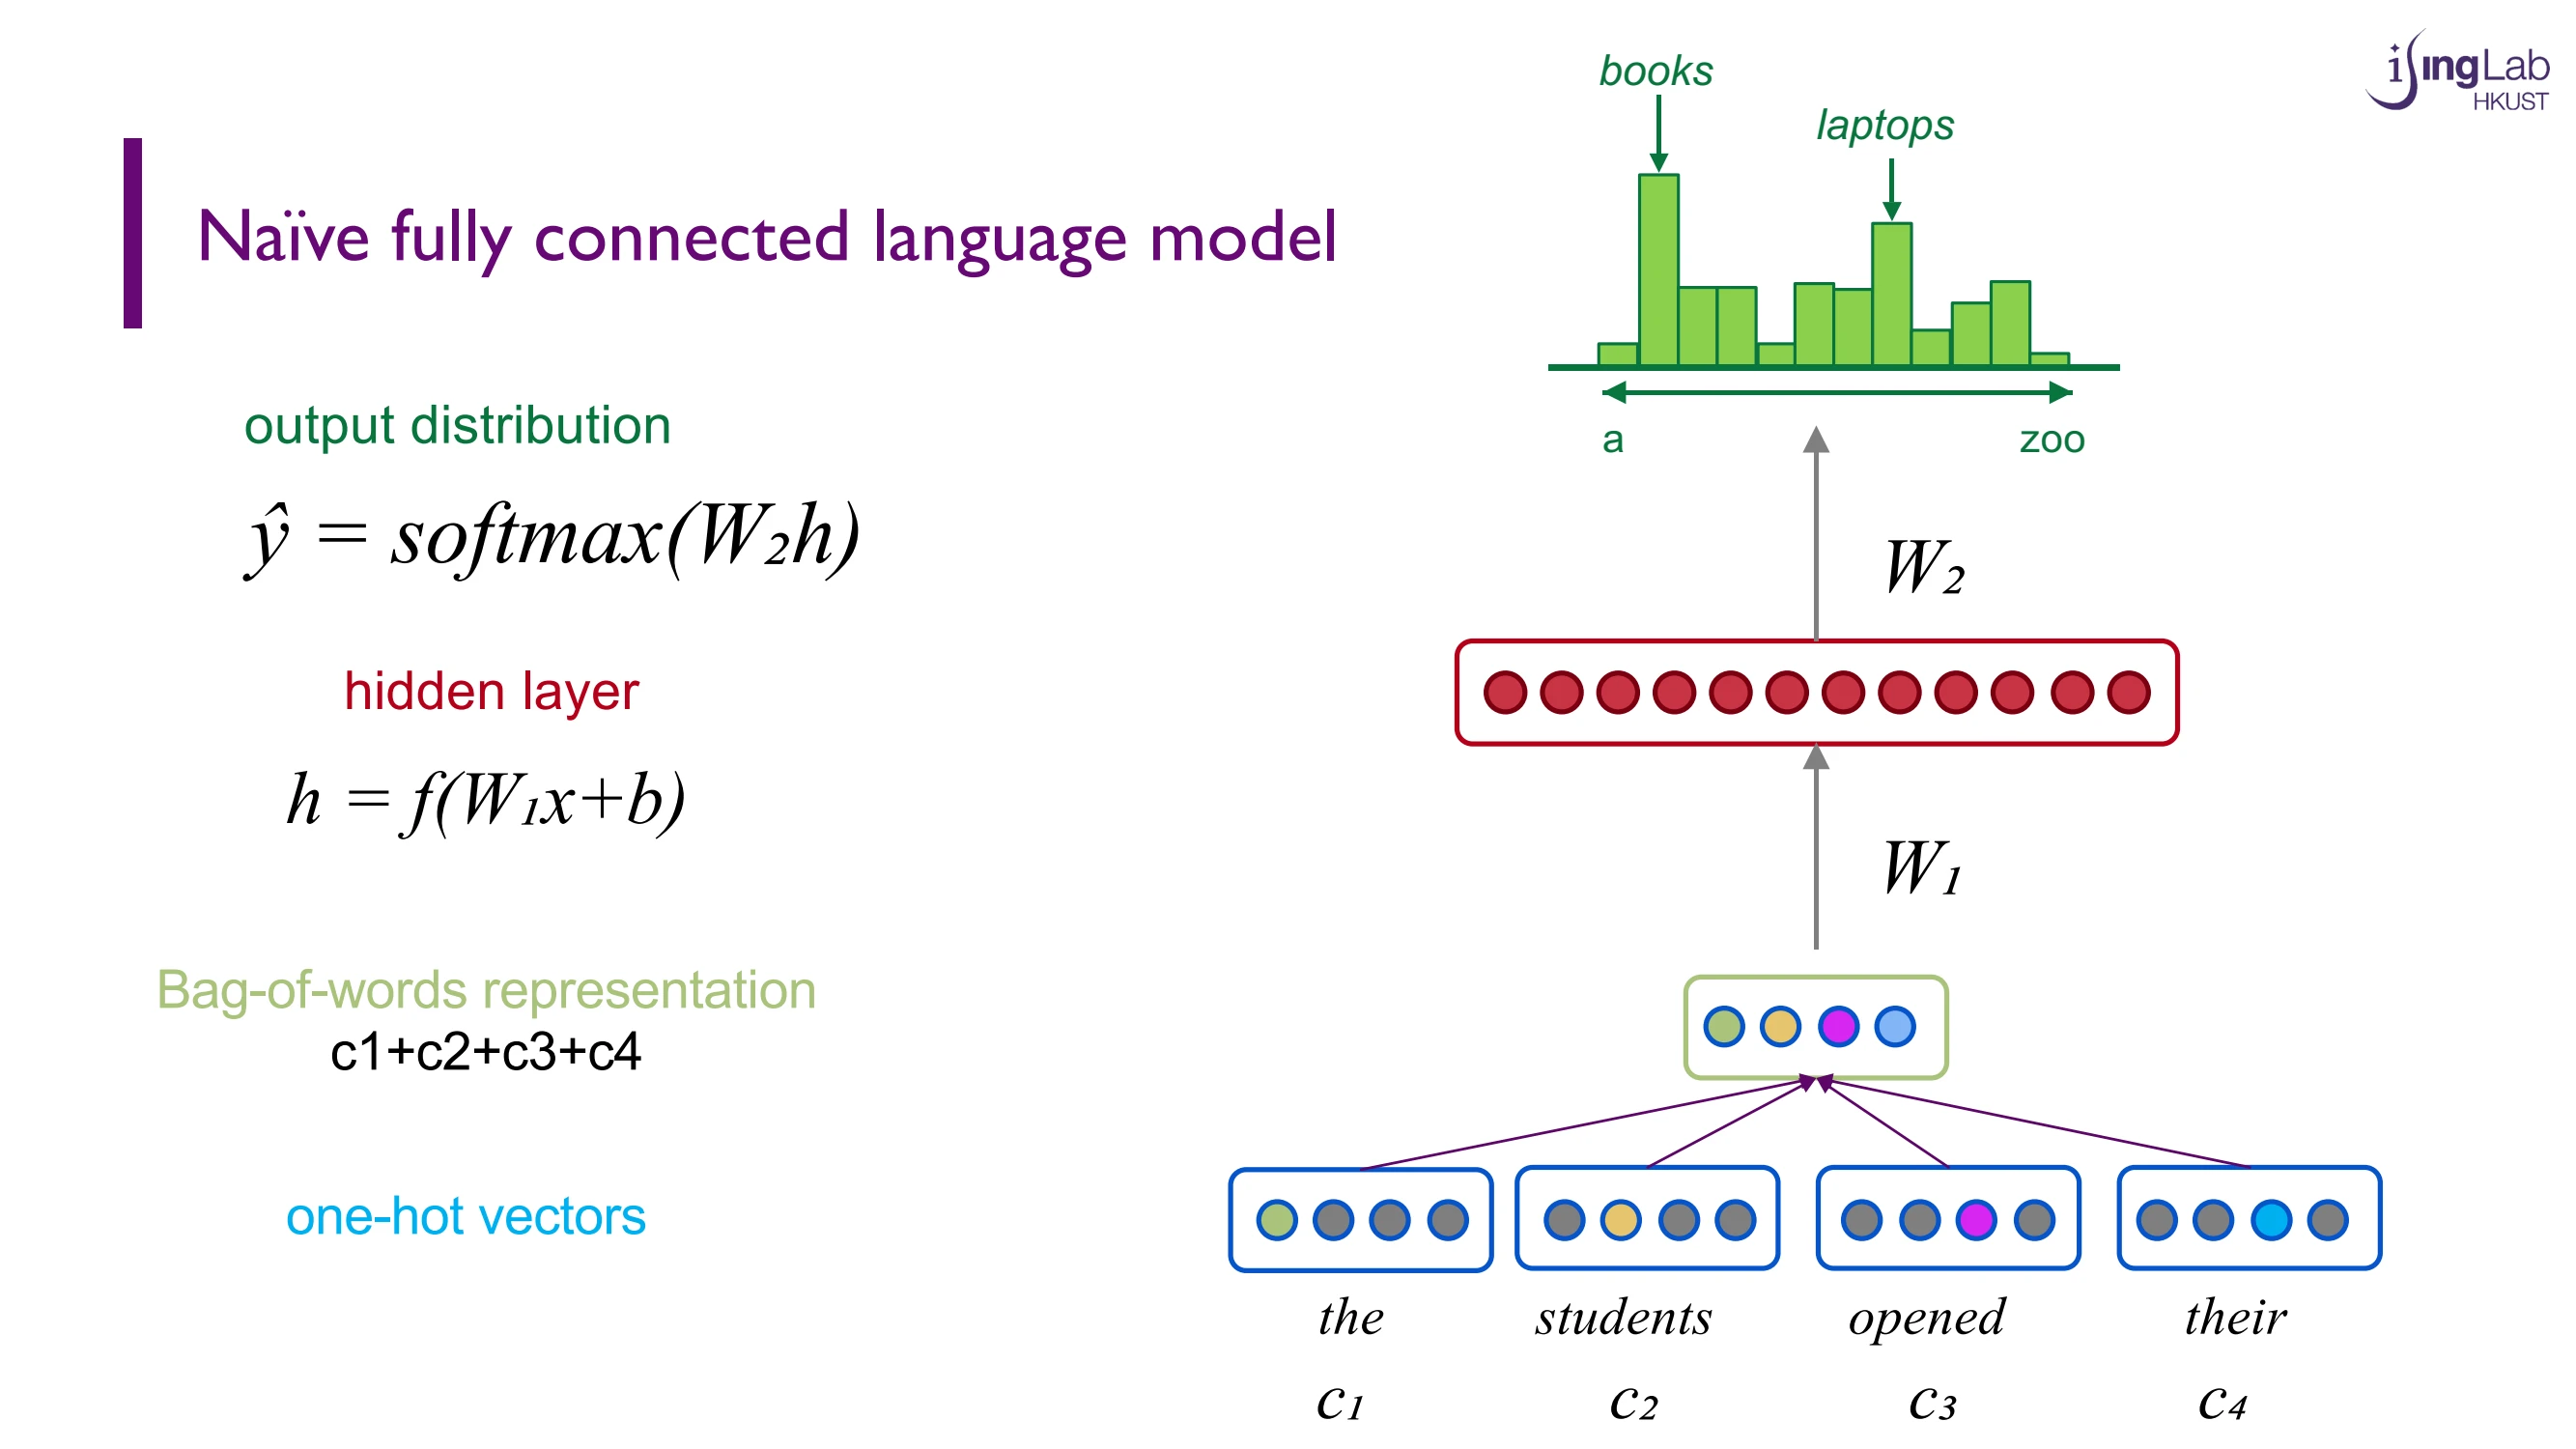 iSingLab
HKUST
Naïve fully connected language model
books
laptops
a zoo
output distribution
ŷ = softmax(W₂h)
W₂
hidden layer
h = f(W₁x+b)
W₁
Bag-of-words representation
c1+c2+c3+c4
one-hot vectors
the students opened their
c₁ c₂ c₃ c₄